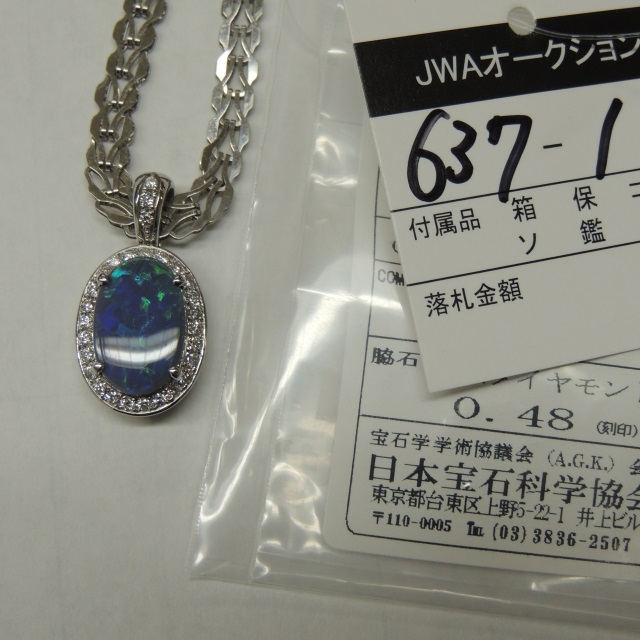 JWAオークション
637-1
付属品 箱 保
ソ 鑑
落札金額
COM
脇石
ダイヤモンド
0.48 (刻印)
宝石学学術協議会 (A.G.K.) 会
日本宝石科学協会
東京都台東区上野5-22-1 井上ビル
〒110-0005 ℡ (03) 3836-2507